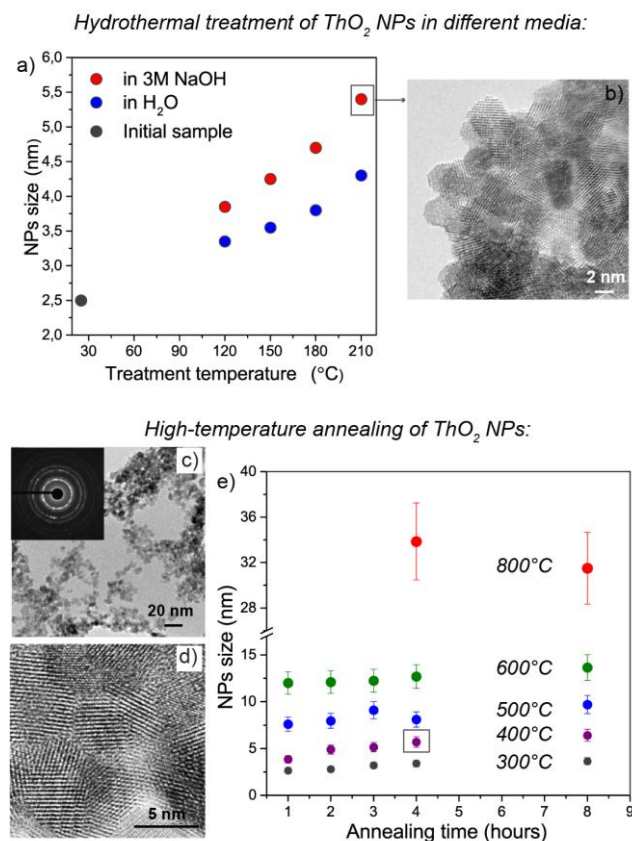 Hydrothermal treatment of ThO₂ NPs in different media:
a)
in 3M NaOH
in H₂O
Initial sample
NPs size (nm)
5,5
5,0
4,5
4,0
3,5
3,0
2,5
2,0
30 60 90 120 150 180 210
Treatment temperature (°C)
b)
2 nm
High-temperature annealing of ThO₂ NPs:
c)
20 nm
d)
5 nm
e)
NPs size (nm)
40
36
32
28
15
10
5
0
800°C
600°C
500°C
400°C
300°C
1 2 3 4 5 6 7 8 9
Annealing time (hours)